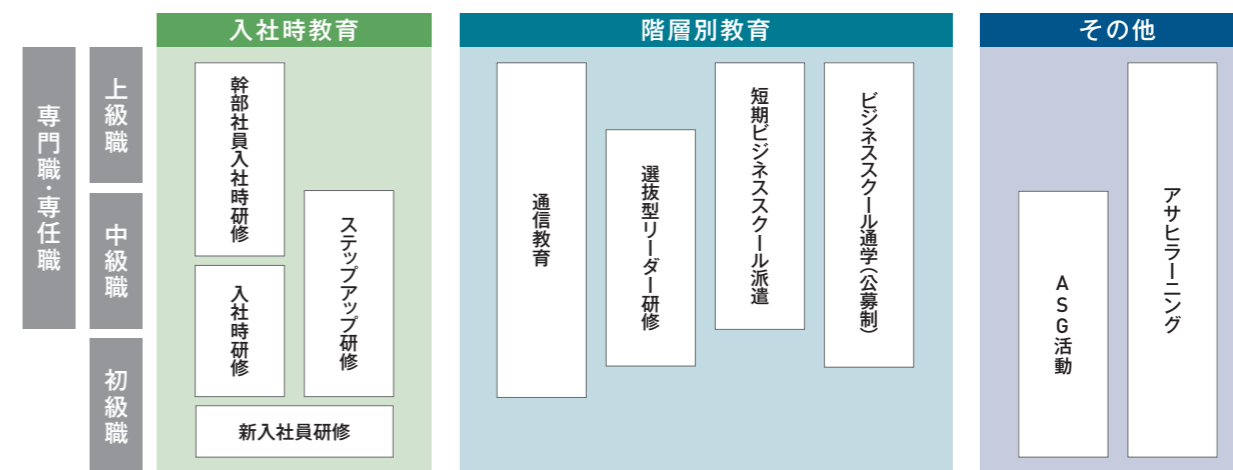 入社時教育
階層別教育
その他
専門職・専任職
上級職
中級職
初級職
幹部社員入社時研修
入社時研修
ステップアップ研修
新入社員研修
通信教育
選抜型リーダー研修
短期ビジネススクール派遣
ビジネススクール通学（公募制）
ASG活動
アサヒラーニング